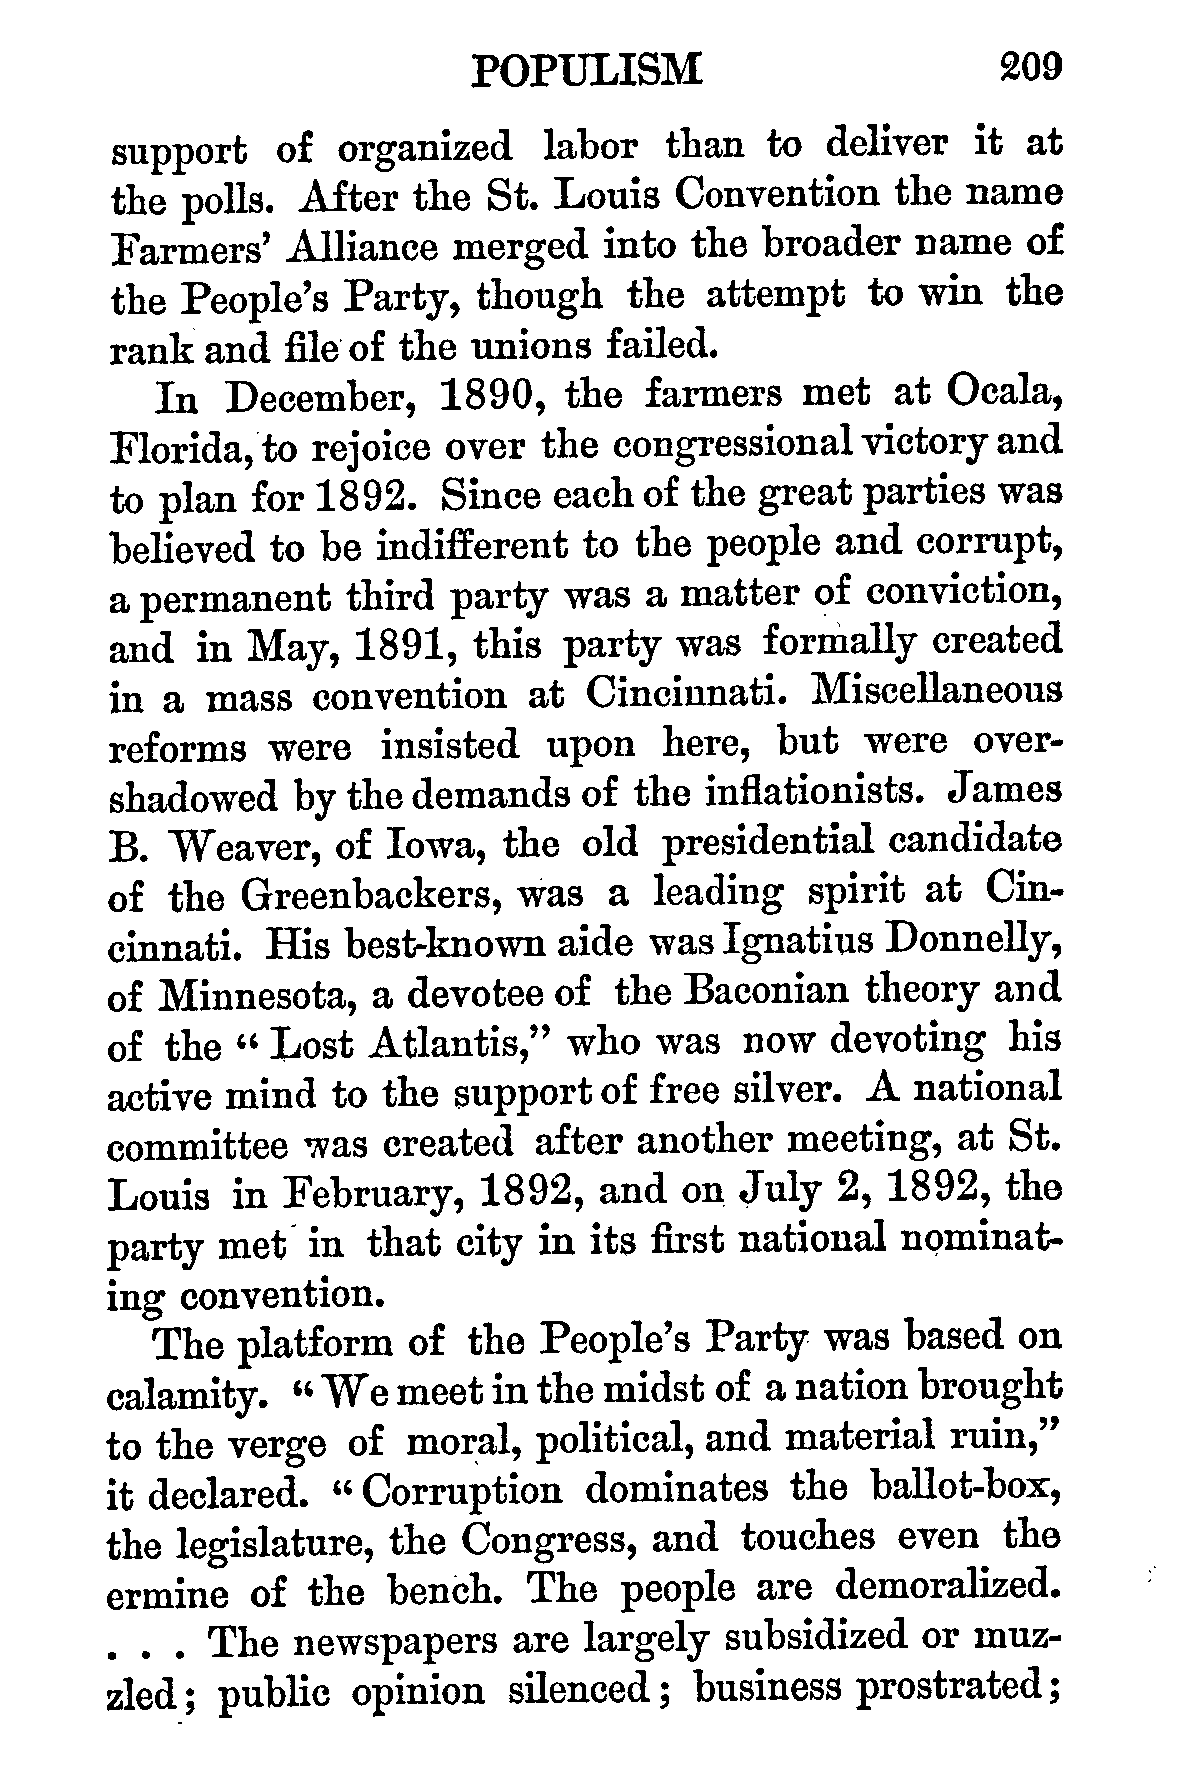 POPULISM 209
support of organized labor than to deliver it at
the polls. After the St. Louis Convention the name
Farmers' Alliance merged into the broader name of
the People's Party, though the attempt to win the
rank and file of the unions failed.
In December, 1890, the farmers met at Ocala,
Florida, to rejoice over the congressional victory and
to plan for 1892. Since each of the great parties was
believed to be indifferent to the people and corrupt,
a permanent third party was a matter of conviction,
and in May, 1891, this party was formally created
in a mass convention at Cincinnati. Miscellaneous
reforms were insisted upon here, but were over-
shadowed by the demands of the inflationists. James
B. Weaver, of Iowa, the old presidential candidate
of the Greenbackers, was a leading spirit at Cin-
cinnati. His best-known aide was Ignatius Donnelly,
of Minnesota, a devotee of the Baconian theory and
of the "Lost Atlantis," who was now devoting his
active mind to the support of free silver. A national
committee was created after another meeting, at St.
Louis in February, 1892, and on July 2, 1892, the
party met in that city in its first national nominat-
ing convention.
The platform of the People's Party was based on
calamity. "We meet in the midst of a nation brought
to the verge of moral, political, and material ruin,"
it declared. "Corruption dominates the ballot-box,
the legislature, the Congress, and touches even the
ermine of the bench. The people are demoralized.
. . . The newspapers are largely subsidized or muz-
zled; public opinion silenced; business prostrated;